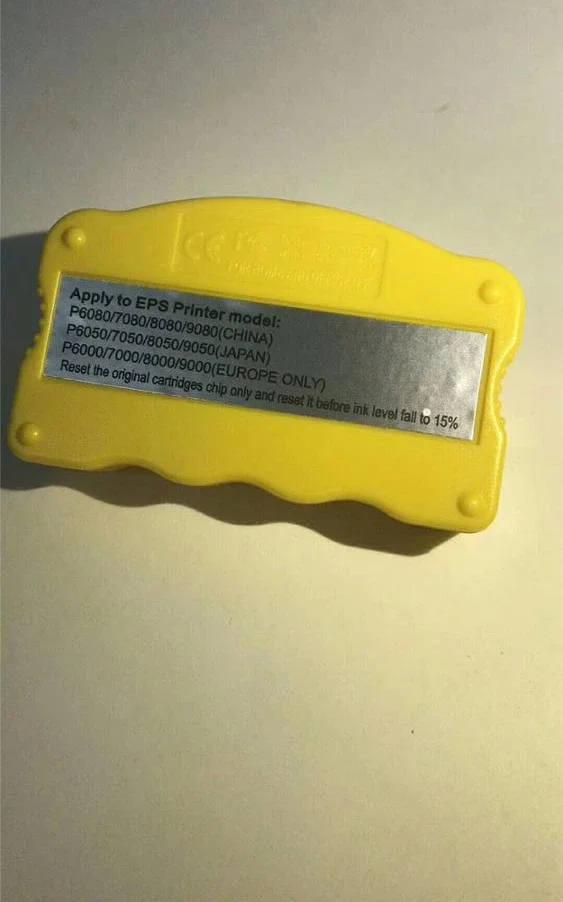 CE
Apply to EPS Printer model:
P6080/7080/8080/9080(CHINA)
P6050/7050/8050/9050(JAPAN)
P6000/7000/8000/9000(EUROPE ONLY)
Reset the original cartridges chip only and reset it before ink level fall to 15%